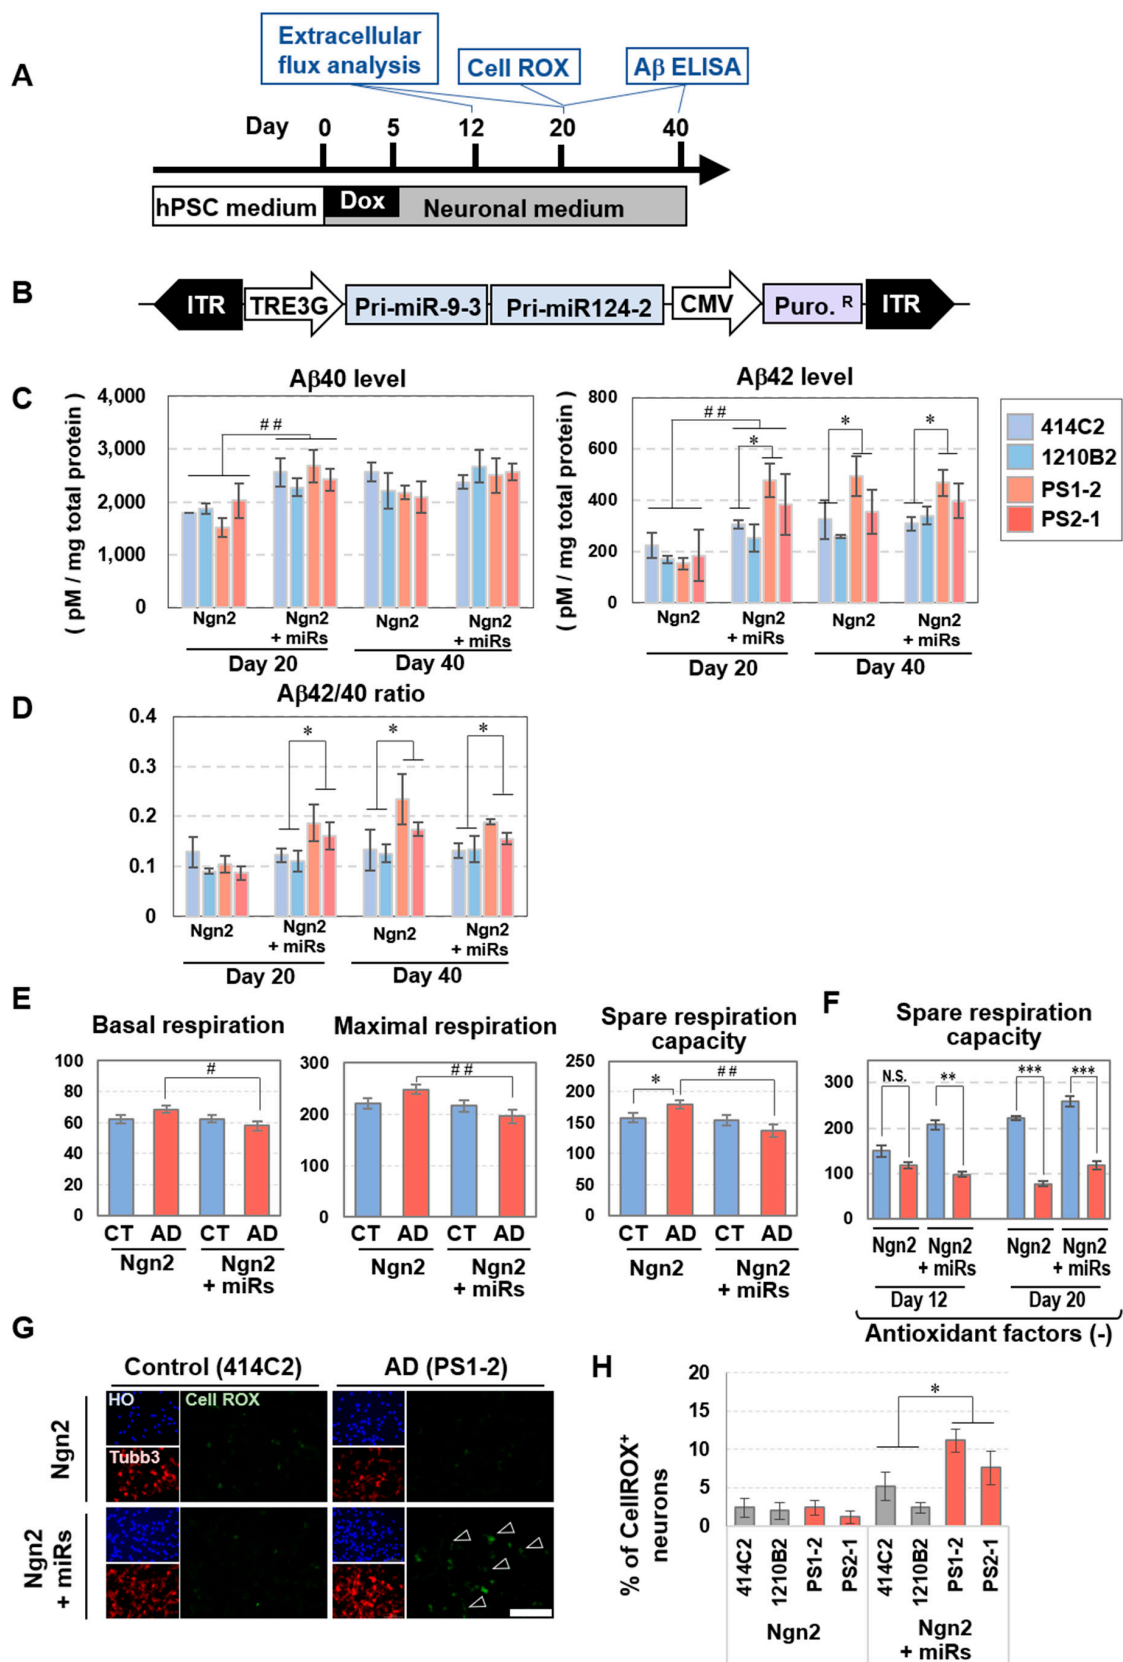 A
Extracellular
flux analysis
Cell ROX
Aβ ELISA
Day 0 5 12 20 40
hPSC medium Dox Neuronal medium
B
ITR TRE3G Pri-miR-9-3 Pri-miR124-2 CMV Puro. R ITR
C
Aβ40 level
( pM / mg total protein )
4,000
3,000
2,000
1,000
0
# #
Ngn2
Ngn2
+ miRs
Ngn2
Ngn2
+ miRs
Day 20
Day 40
Aβ42 level
( pM / mg total protein )
800
600
400
200
0
# #
*
*
*
Ngn2
Ngn2
+ miRs
Ngn2
Ngn2
+ miRs
Day 20
Day 40
414C2
1210B2
PS1-2
PS2-1
D
Aβ42/40 ratio
0.4
0.3
0.2
0.1
0
*
*
*
Ngn2
Ngn2
+ miRs
Ngn2
Ngn2
+ miRs
Day 20
Day 40
E
Basal respiration
100
80
60
40
20
0
#
CT AD CT AD
Ngn2
Ngn2
+ miRs
Maximal respiration
300
200
100
0
# #
CT AD CT AD
Ngn2
Ngn2
+ miRs
Spare respiration
capacity
250
200
150
100
50
0
*
# #
CT AD CT AD
Ngn2
Ngn2
+ miRs
F
Spare respiration
capacity
300
200
100
0
N.S.
**
***
***
Ngn2
Ngn2
+ miRs
Ngn2
Ngn2
+ miRs
Day 12
Day 20
Antioxidant factors (-)
G
Control (414C2)
AD (PS1-2)
Ngn2
HO
Cell ROX
Tubb3
Ngn2
+ miRs
H
% of CellROX+
neurons
20
15
10
5
0
*
414C2
1210B2
PS1-2
PS2-1
414C2
1210B2
PS1-2
PS2-1
Ngn2
Ngn2
+ miRs